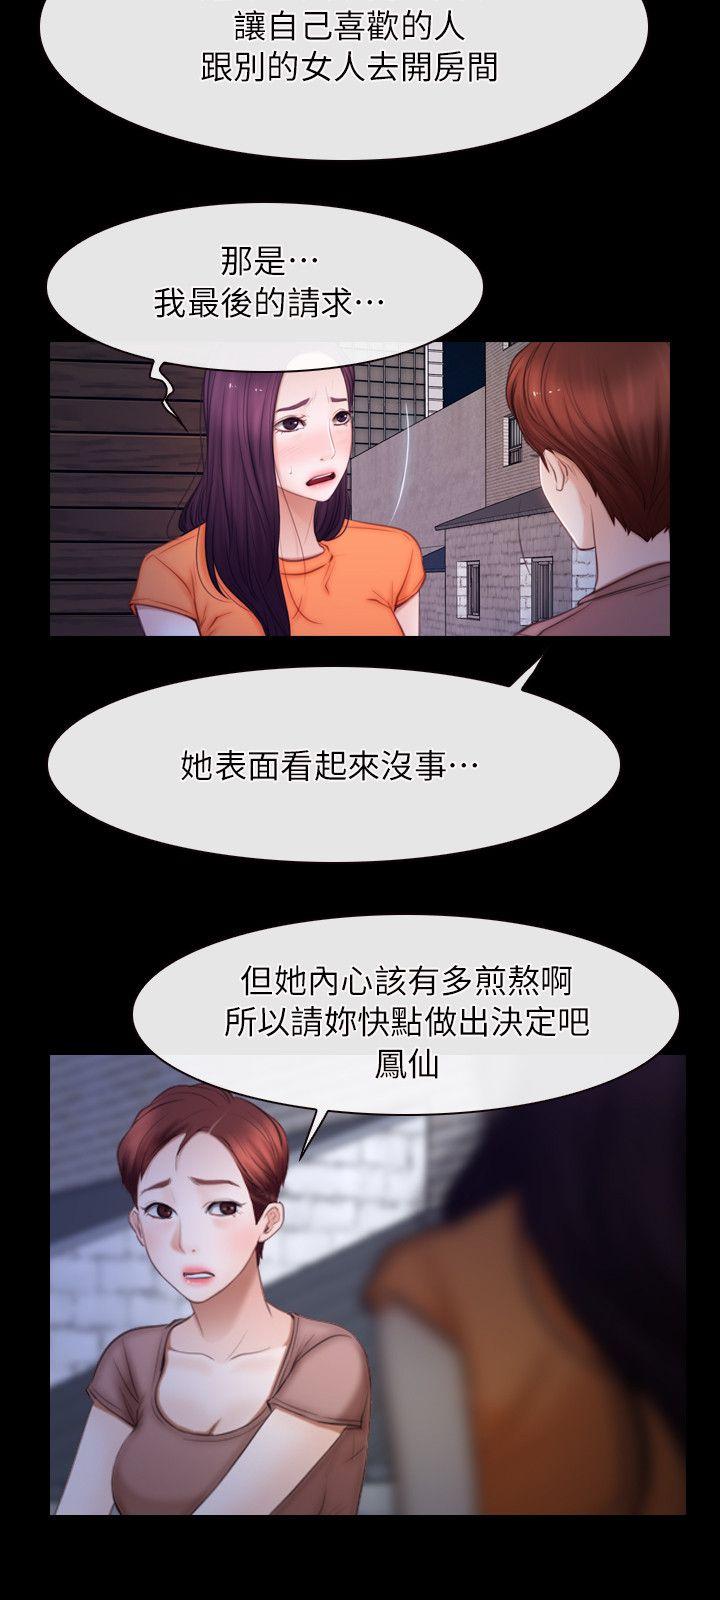 讓自己喜歡的人
跟別的女人去開房間
那是⋯
我最後的請求⋯
她表面看起來沒事⋯
但她內心該有多煎熬啊
所以請妳快點做出決定吧
鳳仙